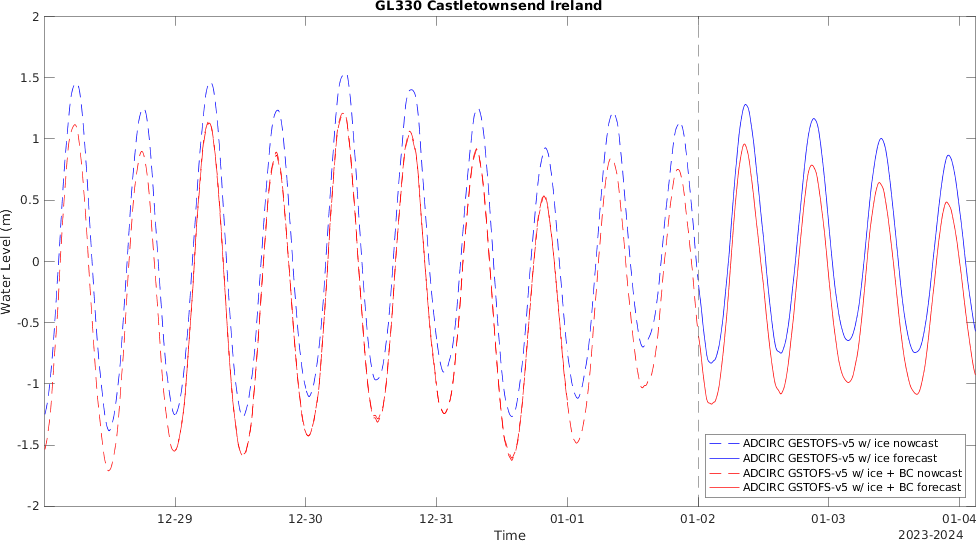 GL330 Castletownsend Ireland
2
1.5
1
0.5
0
-0.5
-1
-1.5
-2
Water Level (m)
12-29
12-30
12-31
01-01
01-02
01-03
01-04
Time
2023-2024
ADCIRC GESTOFS-v5 w/ ice nowcast
ADCIRC GESTOFS-v5 w/ ice forecast
ADCIRC GSTOFS-v5 w/ ice + BC nowcast
ADCIRC GSTOFS-v5 w/ ice + BC forecast